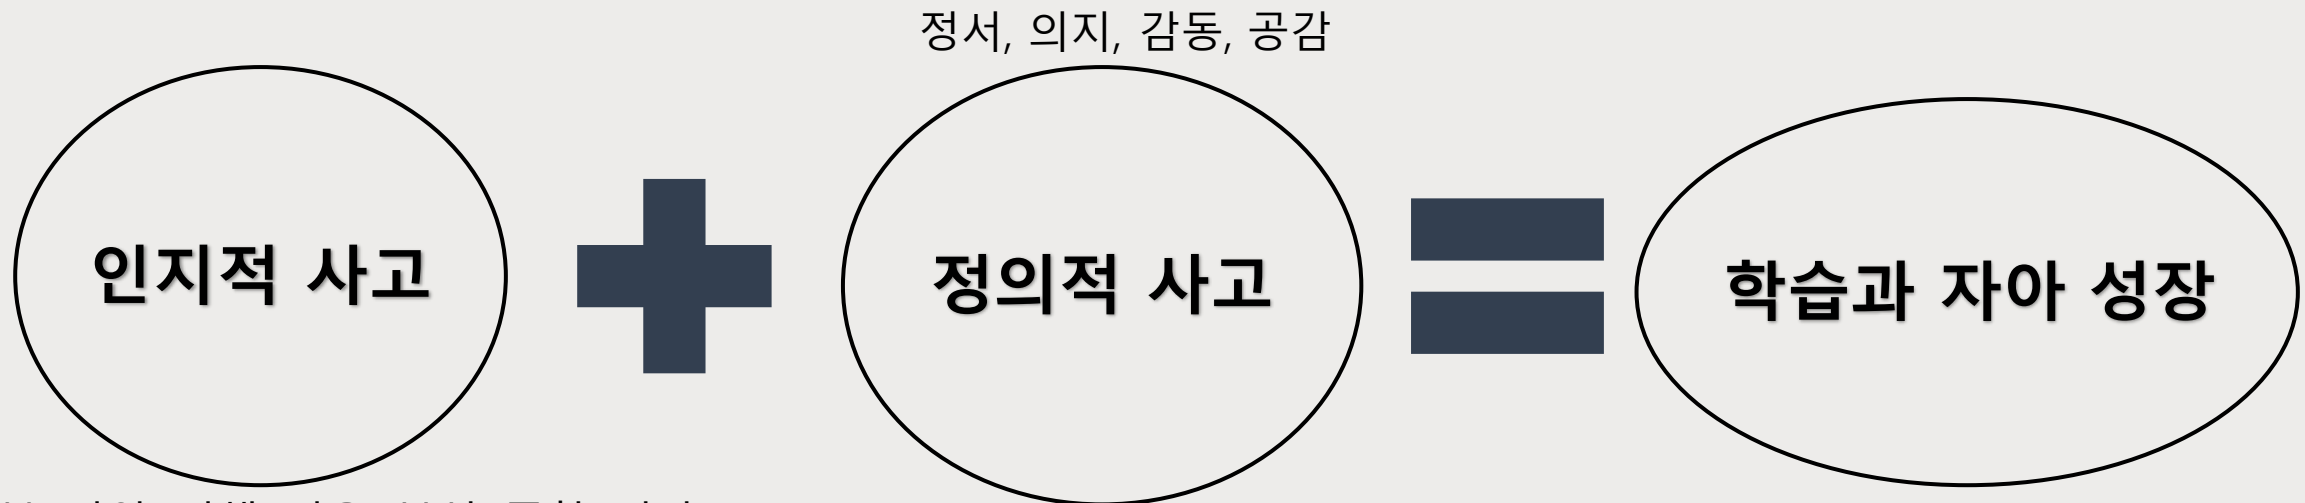 정서, 의지, 감동, 공감
인지적 사고
정의적 사고
학습과 자아 성장